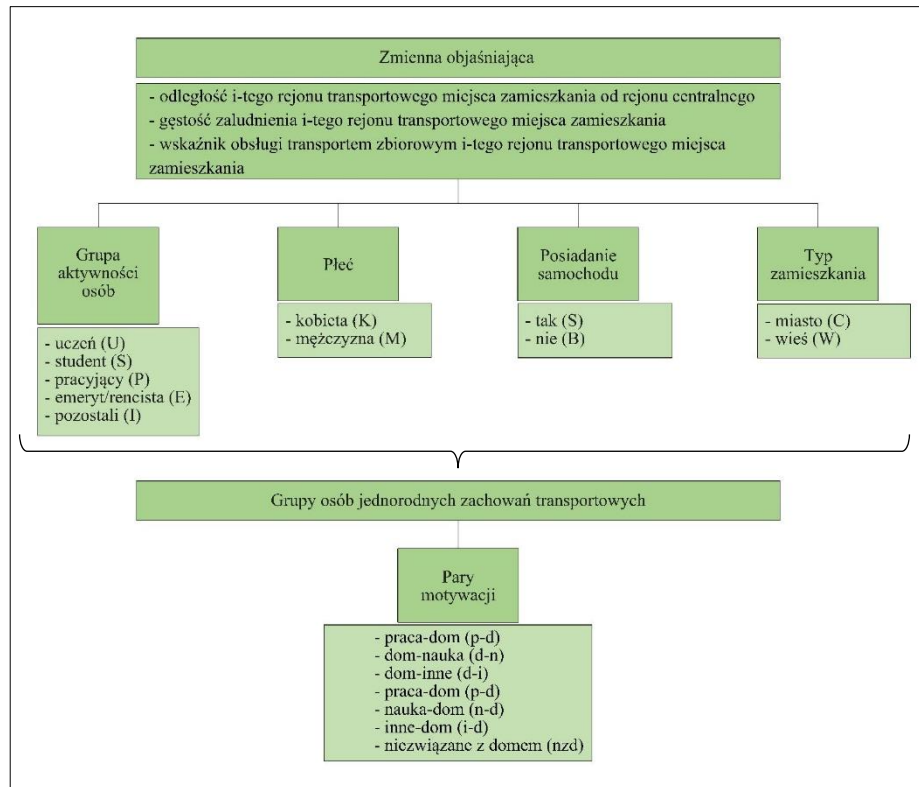 Zmienna objaśniająca
- odległość i-tego rejonu transportowego miejsca zamieszkania od rejonu centralnego
- gęstość zaludnienia i-tego rejonu transportowego miejsca zamieszkania
- wskaźnik obsługi transportem zbiorowym i-tego rejonu transportowego miejsca
zamieszkania
Grupa
aktywności
osób
- uczeń (U)
- student (S)
- pracyjący (P)
- emeryt/rencista (E)
- pozostali (I)
Płeć
- kobieta (K)
- mężczyzna (M)
Posiadanie
samochodu
- tak (S)
- nie (B)
Typ
zamieszkania
- miasto (C)
- wieś (W)
Grupy osób jednorodnych zachowań transportowych
Pary
motywacji
- praca-dom (p-d)
- dom-nauka (d-n)
- dom-inne (d-i)
- praca-dom (p-d)
- nauka-dom (n-d)
- inne-dom (i-d)
- niezwiązane z domem (nzd)